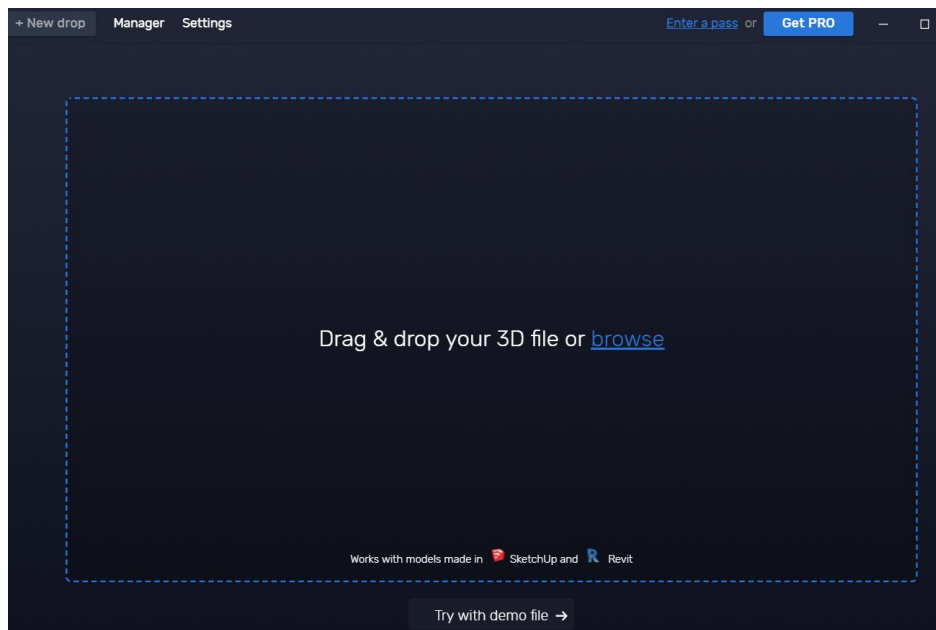 + New drop Manager Settings Enter a pass or Get PRO
Drag & drop your 3D file or browse
Works with models made in SketchUp and R Revit
Try with demo file →